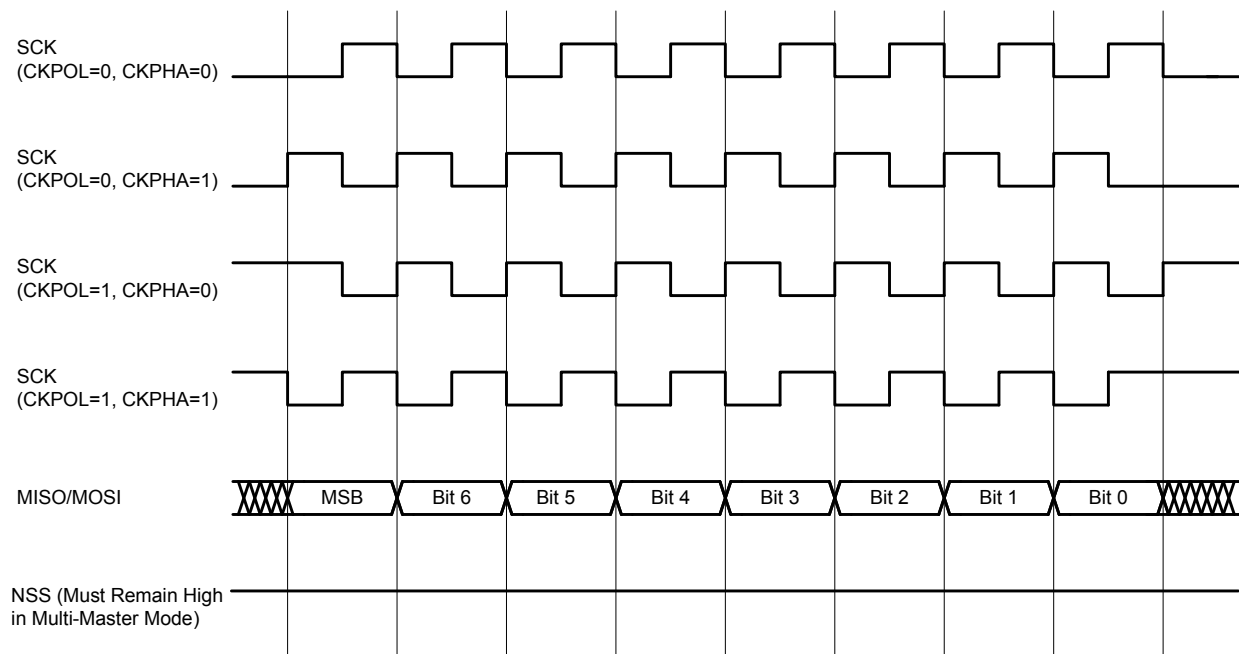 SCK
(CKPOL=0, CKPHA=0)
SCK
(CKPOL=0, CKPHA=1)
SCK
(CKPOL=1, CKPHA=0)
SCK
(CKPOL=1, CKPHA=1)
MISO/MOSI MSB Bit 6 Bit 5 Bit 4 Bit 3 Bit 2 Bit 1 Bit 0
NSS (Must Remain High
in Multi-Master Mode)